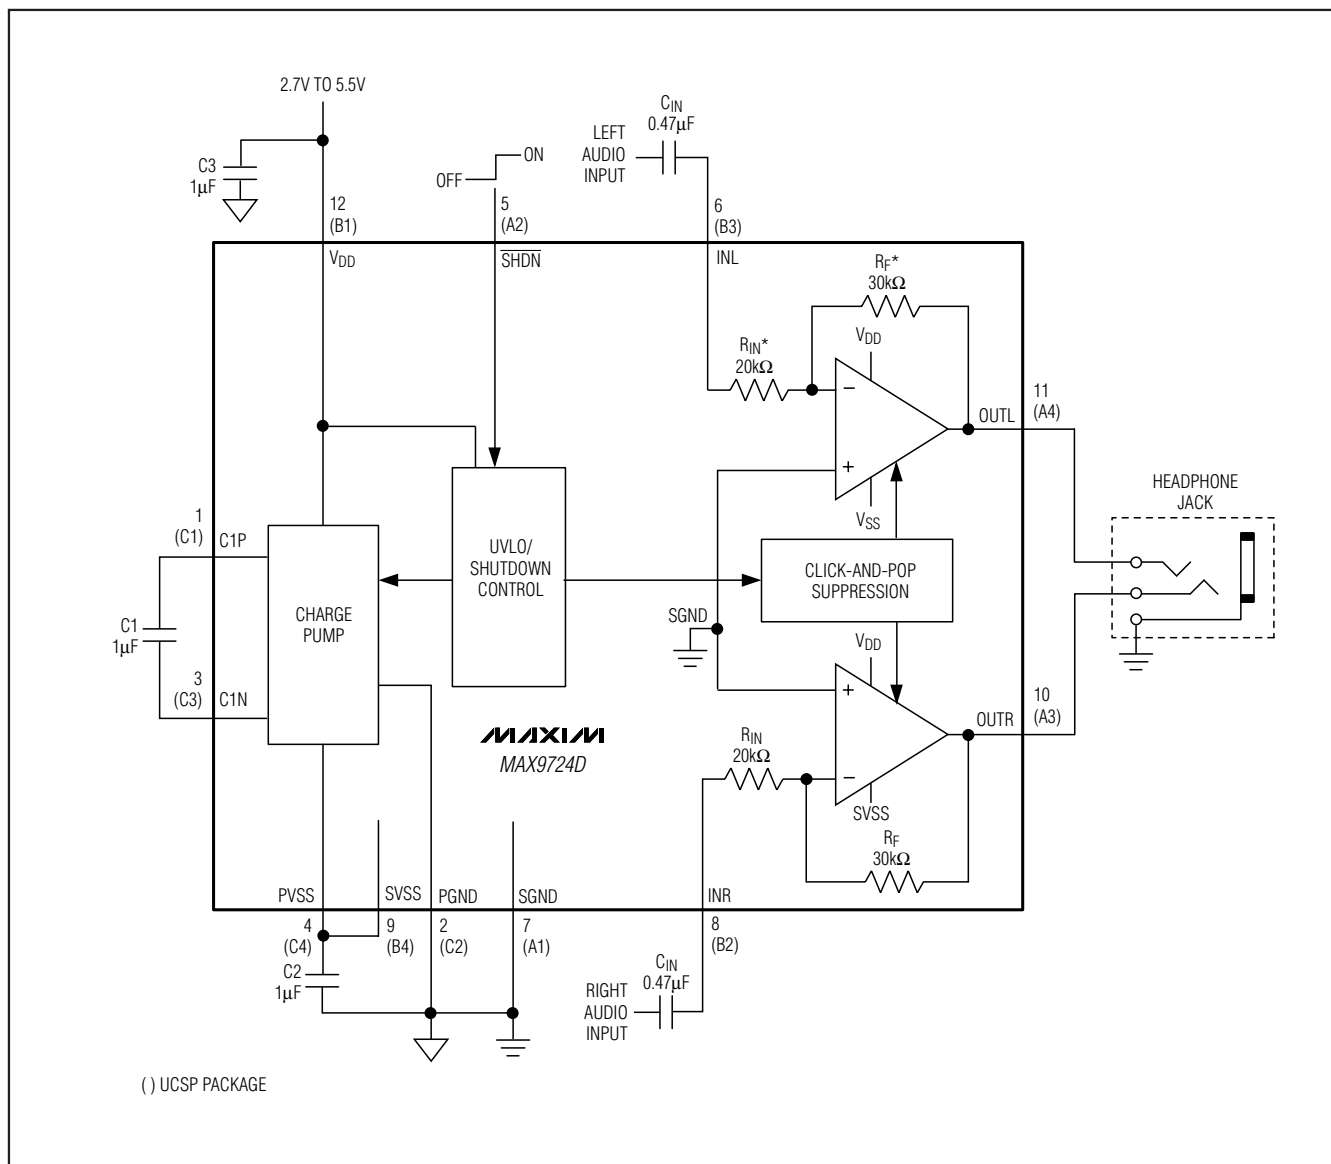 2.7V TO 5.5V
C3
1µF
12
(B1)
VDD
OFF
ON
5
(A2)
SHDN
LEFT
AUDIO
INPUT
CIN
0.47µF
6
(B3)
INL
RF*
30kΩ
RIN*
20kΩ
VDD
−
+
VSS
OUTL
11
(A4)
HEADPHONE
JACK
1
(C1)
C1P
C1
1µF
3
(C3)
C1N
CHARGE
PUMP
UVLO/
SHUTDOWN
CONTROL
CLICK-AND-POP
SUPPRESSION
SGND
VDD
+
−
SVSS
OUTR
10
(A3)
RIN
20kΩ
RF
30kΩ
MAXIM
MAX9724D
PVSS
SVSS
PGND
SGND
INR
4
(C4)
9
(B4)
2
(C2)
7
(A1)
8
(B2)
C2
1µF
RIGHT
AUDIO
INPUT
CIN
0.47µF
( ) UCSP PACKAGE